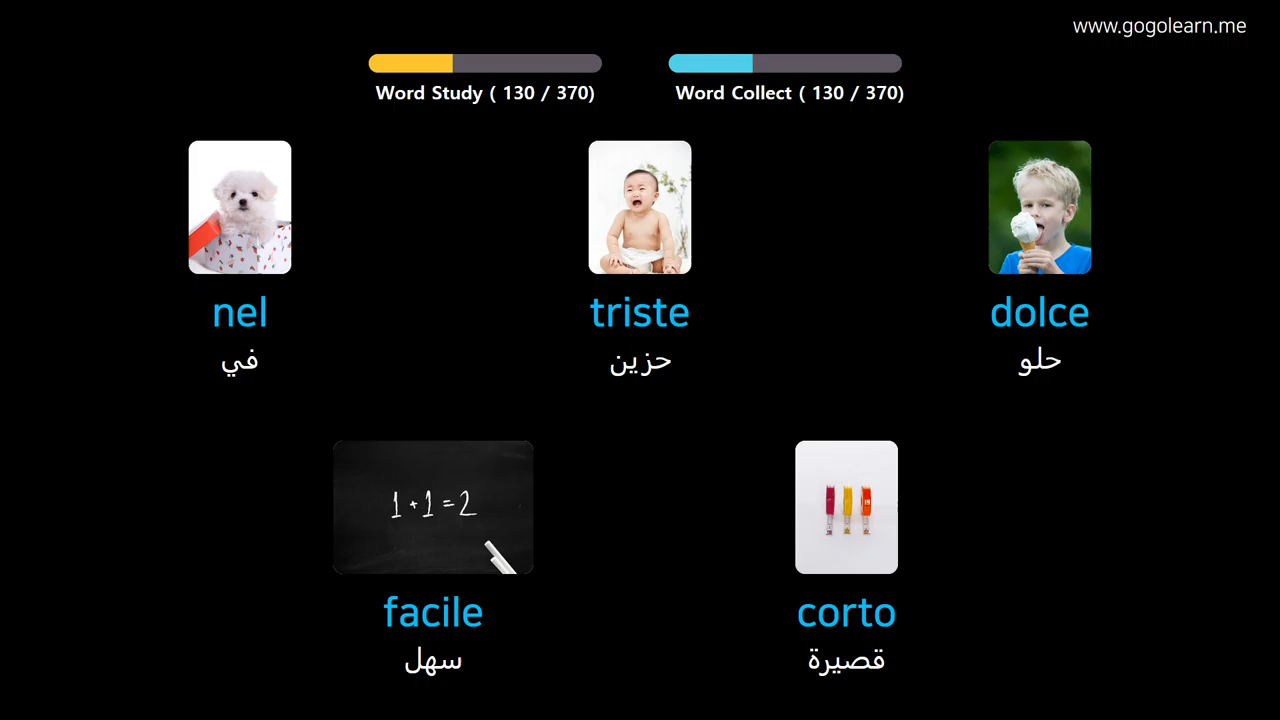 www.gogolearn.me
Word Study ( 130 / 370)
Word Collect ( 130 / 370)
nel
في
triste
حزين
dolce
حلو
1 + 1 = 2
facile
سهل
corto
قصيرة